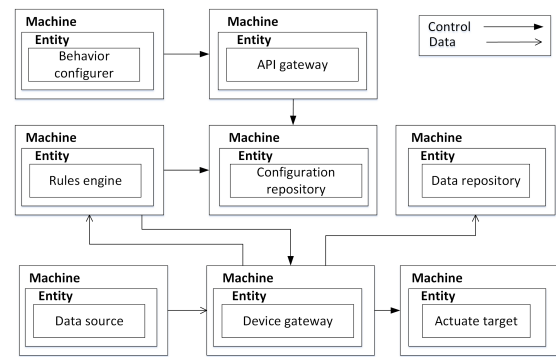 Machine
Entity
Behavior
configurer
Machine
Entity
API gateway
Control
Data
Machine
Entity
Rules engine
Machine
Entity
Configuration
repository
Machine
Entity
Data repository
Machine
Entity
Data source
Machine
Entity
Device gateway
Machine
Entity
Actuate target